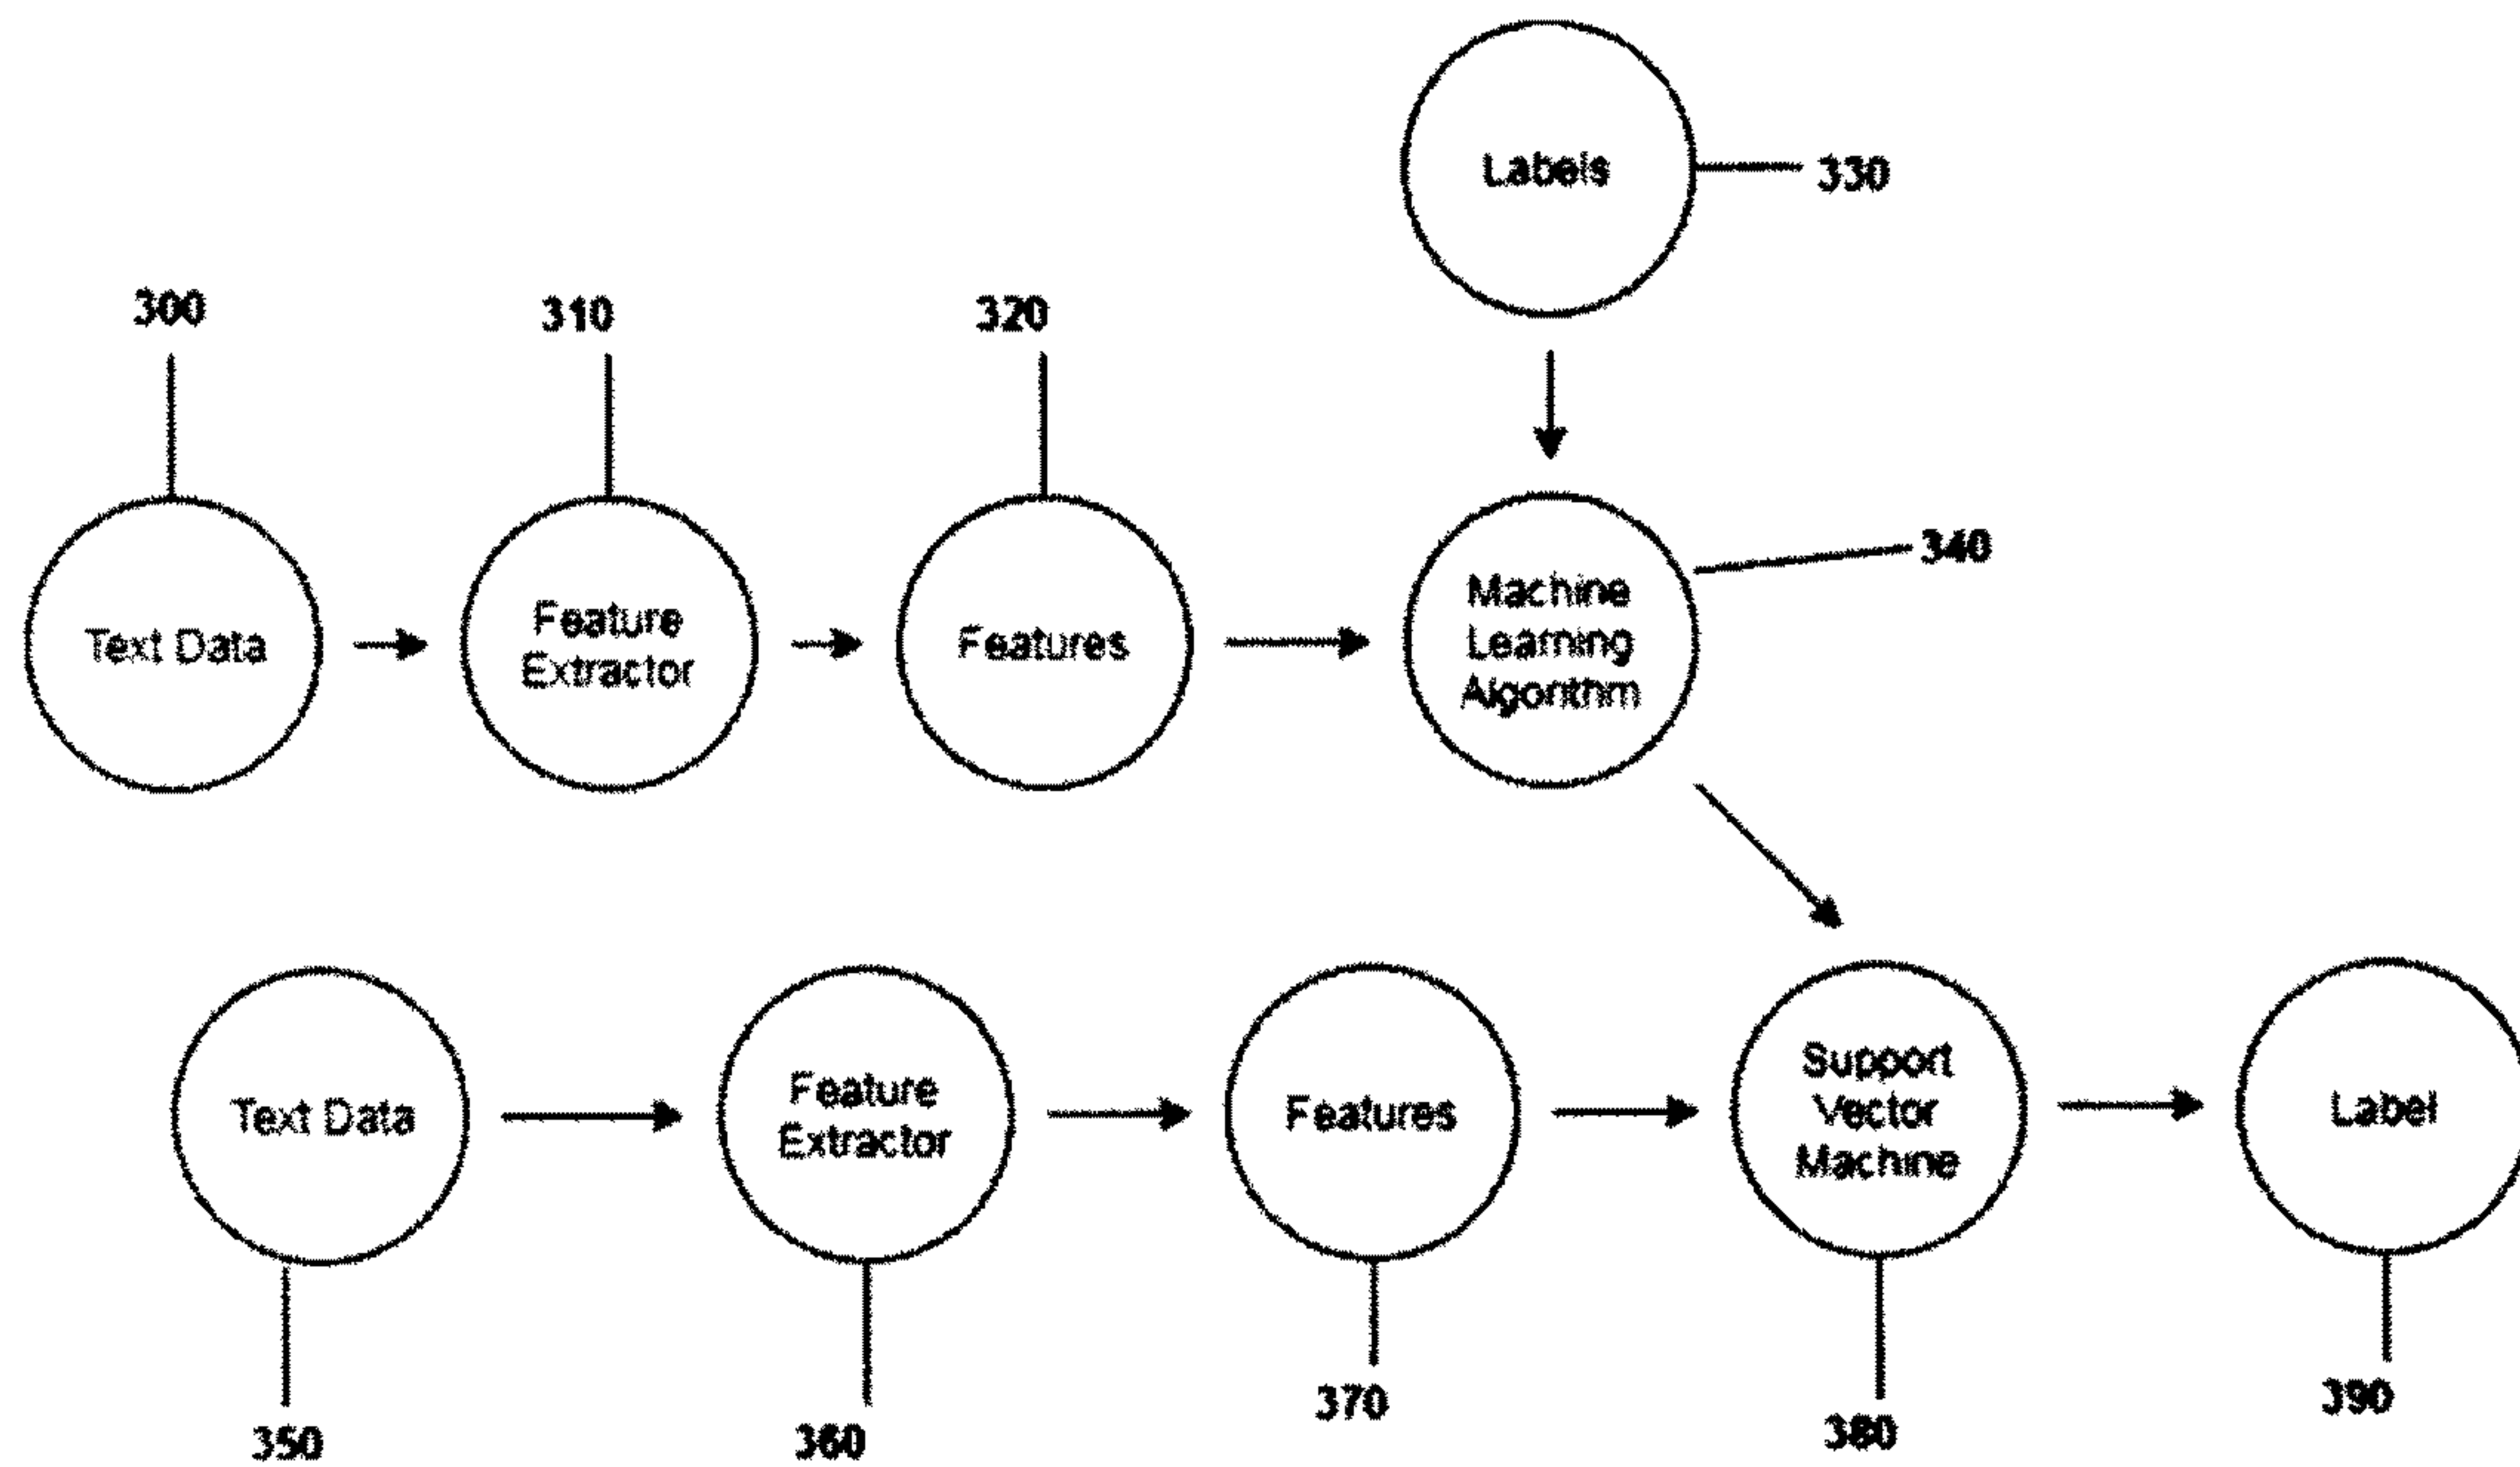 Labels
330
300
310
320
340
Text Data
Feature
Extractor
Features
Machine
Learning
Algorithm
Text Data
Feature
Extractor
Features
Support
Vector
Machine
Label
350
360
370
380
390